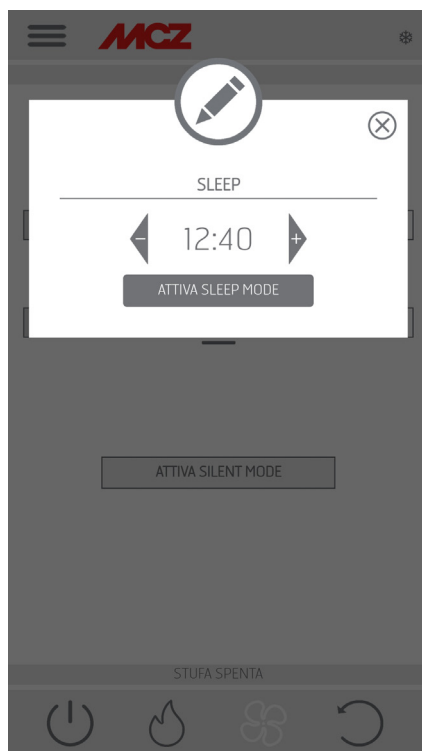 MCZ
SLEEP
- 12:40 +
ATTIVA SLEEP MODE
ATTIVA SILENT MODE
STUFA SPENTA